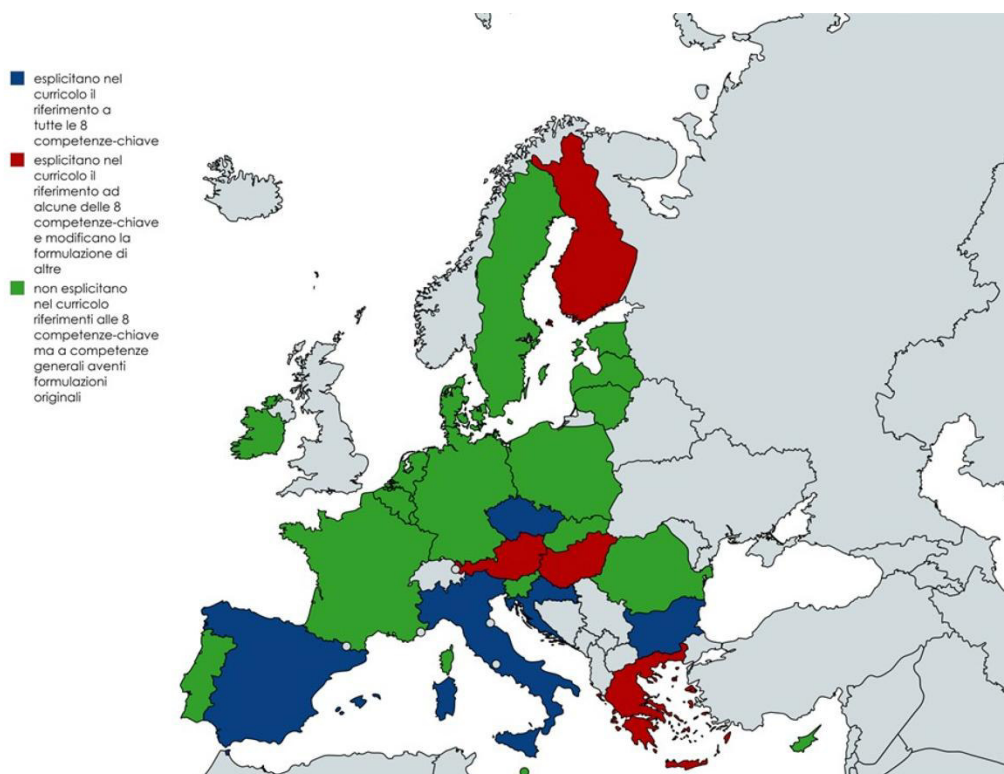 esplicitano nel
curricolo il
riferimento a
tutte le 8
competenze-chiave
esplicitano nel
curricolo il
riferimento ad
alcune delle 8
competenze-chiave
e modificano la
formulazione di
altre
non esplicitano
nel curricolo
riferimenti alle 8
competenze-chiave
ma a competenze
generali aventi
formulazioni
originali